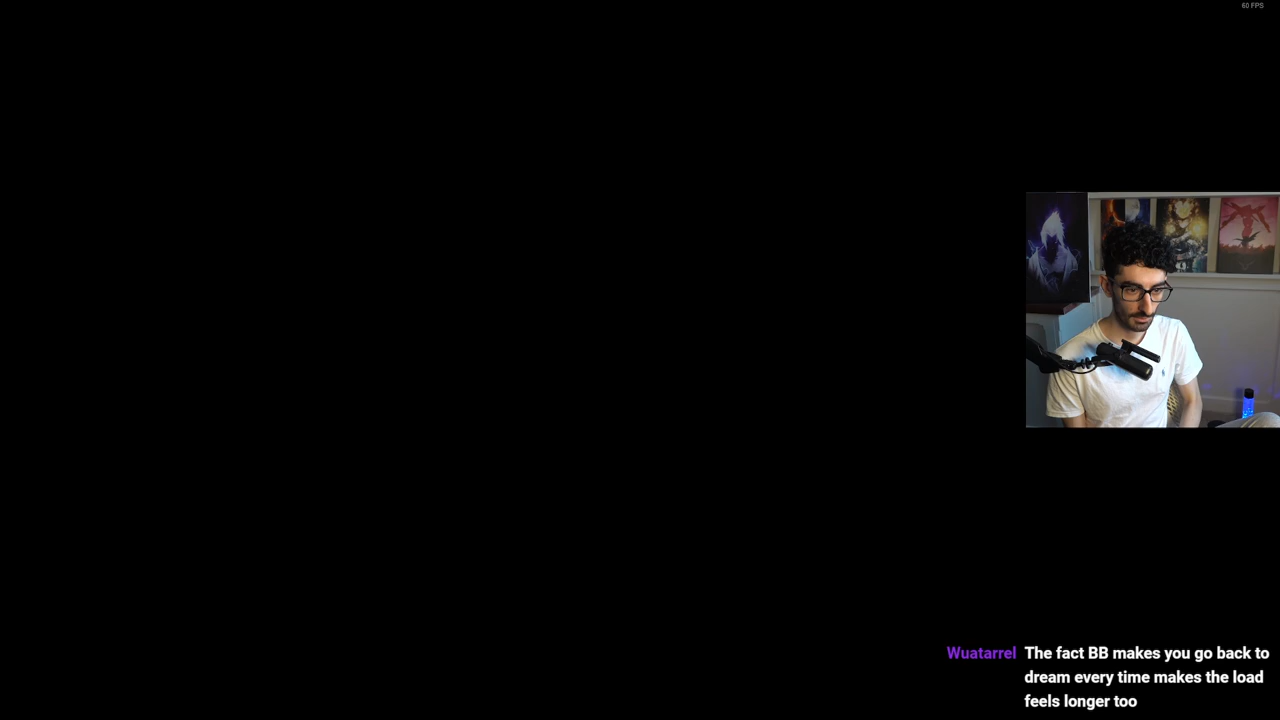 60 FPS
Wuatarrel The fact BB makes you go back to
dream every time makes the load
feels longer too